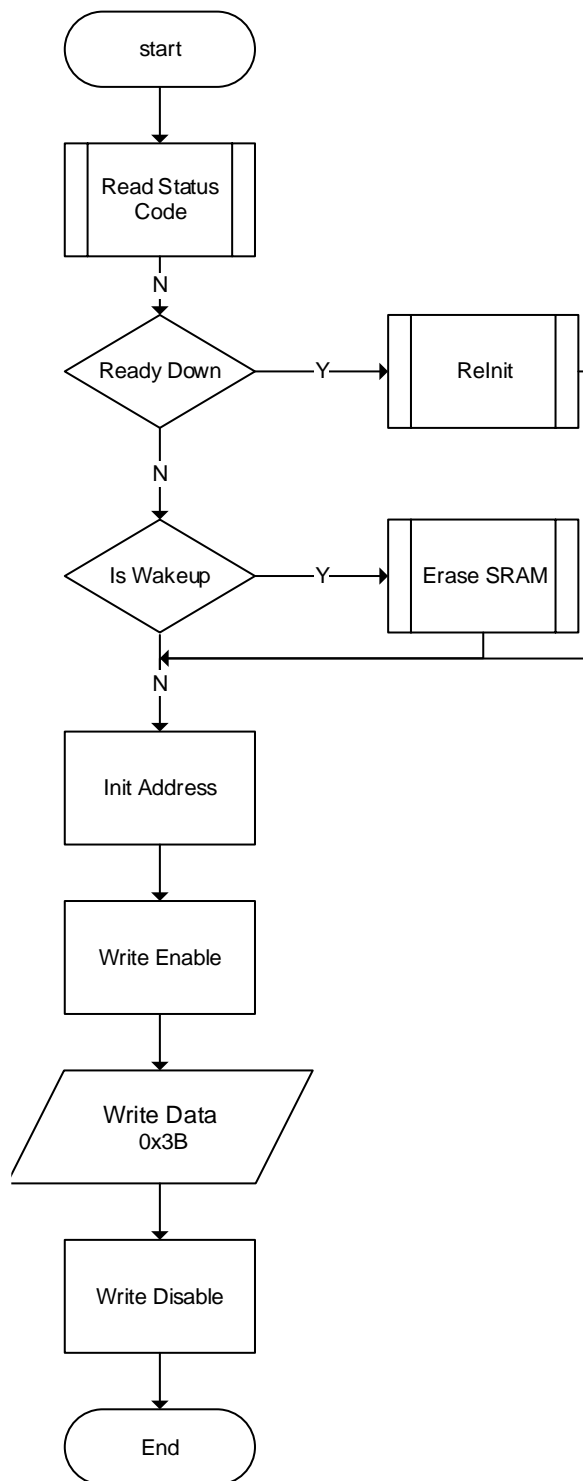 start
Read Status
Code
N
Ready Down
Y
ReInit
N
Is Wakeup
Y
Erase SRAM
N
Init Address
Write Enable
Write Data
0x3B
Write Disable
End